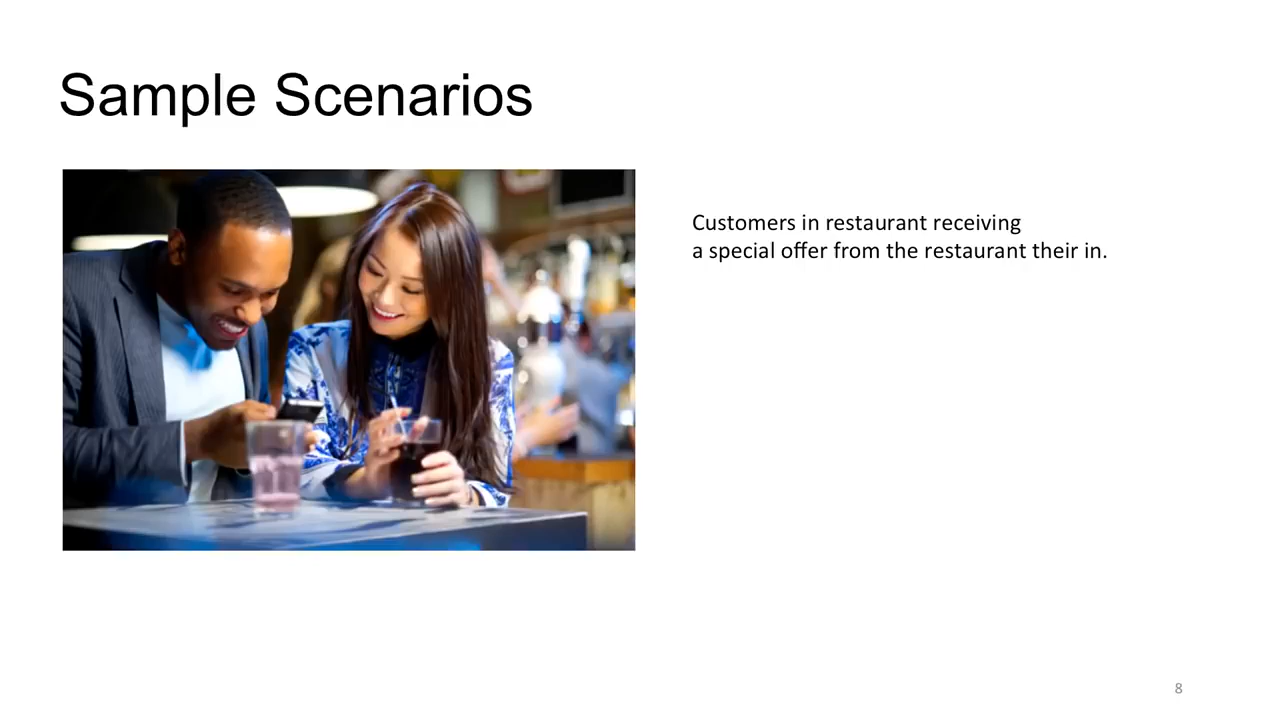 Sample Scenarios
Customers in restaurant receiving
a special offer from the restaurant their in.
8